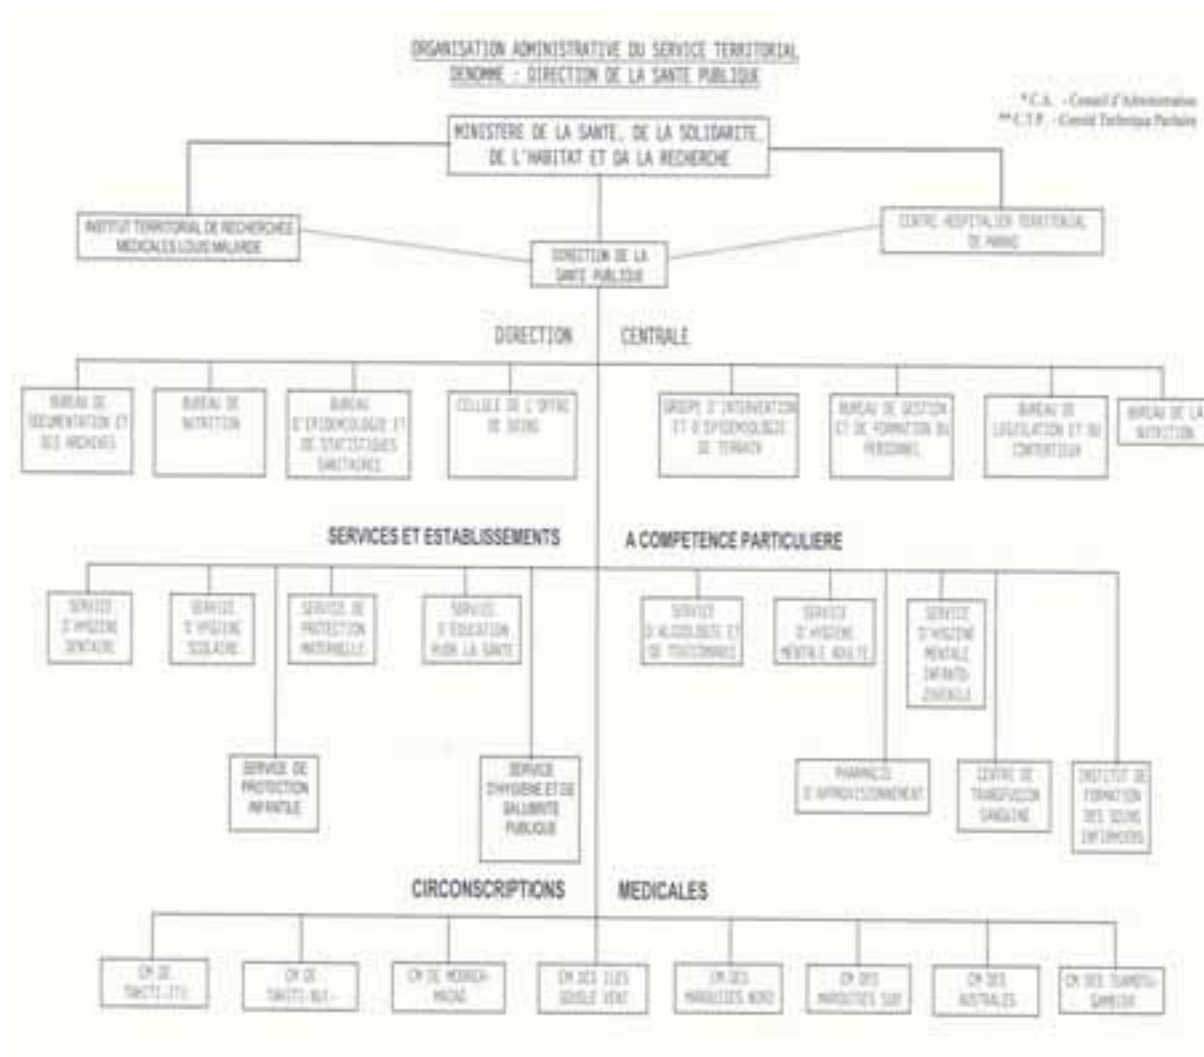 ORGANISATION ADMINISTRATIVE DU SERVICE TERRITORIAL
DENOMME : DIRECTION DE LA SANTE PUBLIQUE
* C.A. - Conseil d'Administration
** C.T.P. - Comité Technique Paritaire
MINISTERE DE LA SANTE, DE LA SOLIDARITE,
DE L'HABITAT ET DA LA RECHERCHE
INSTITUT TERRITORIAL DE RECHERCHES
MEDICALES LOUIS MALARDE
CENTRE HOSPITALIER TERRITORIAL
DE
DIRECTION DE LA
SANTE PUBLIQUE
DIRECTION CENTRALE
BUREAU DE
DOCUMENTATION ET
DES ARCHIVES
BUREAU DE
NUTRITION
BUREAU
D'EPIDEMIOLOGIE ET
DE STATISTIQUES
SANITAIRES
CELLULE DE L'OFFRE
DE SOINS
GROUPE D'INTERVENTION
ET D'EPIDEMIOLOGIE
DE TERRAIN
BUREAU DE GESTION
ET DE FORMATION DU
PERSONNEL
BUREAU DE
LEGISLATION ET DU
CONTENTIEUX
BUREAU DE LA
NUTRITION
SERVICES ET ESTABLISSEMENTS A COMPETENCE PARTICULIERE
SERVICE
D'HYGIENE
DENTAIRE
SERVICE
D'HYGIENE
SCOLAIRE
SERVICE DE
PROTECTION
MATERNELLE
SERVICE
D'EDUCATION
POUR LA SANTE
SERVICE
D'ALCOOLOGIE ET
DE
SERVICE
D'HYGIENE
MENTALE ADULTE
SERVICE
D'HYGIENE
MENTALE
INFANTO-
JUVENILE
SERVICE DE
PROTECTION
INFANTILE
SERVICE
D'HYGIENE ET DE
SALUBRITE
PUBLIQUE
PHARMACIE
D'APPROVISIONNEMENT
CENTRE DE
TRANSFUSION
SANGUINE
INSTITUT DE
FORMATION
DES SOINS
INFIRMIERS
CIRCONSCRIPTIONS MEDICALES
CM DE
TAHITI-ITI
CM DE
TAHITI NUI-
CM DE MOOREA-
MAIAO
CM DES ILES
SOUS LE VENT
CM DES
MARQUISES NORD
CM DES
MARQUISES SUD
CM DES
AUSTRALES
CM DES TUAMOTU-
GAMBIER